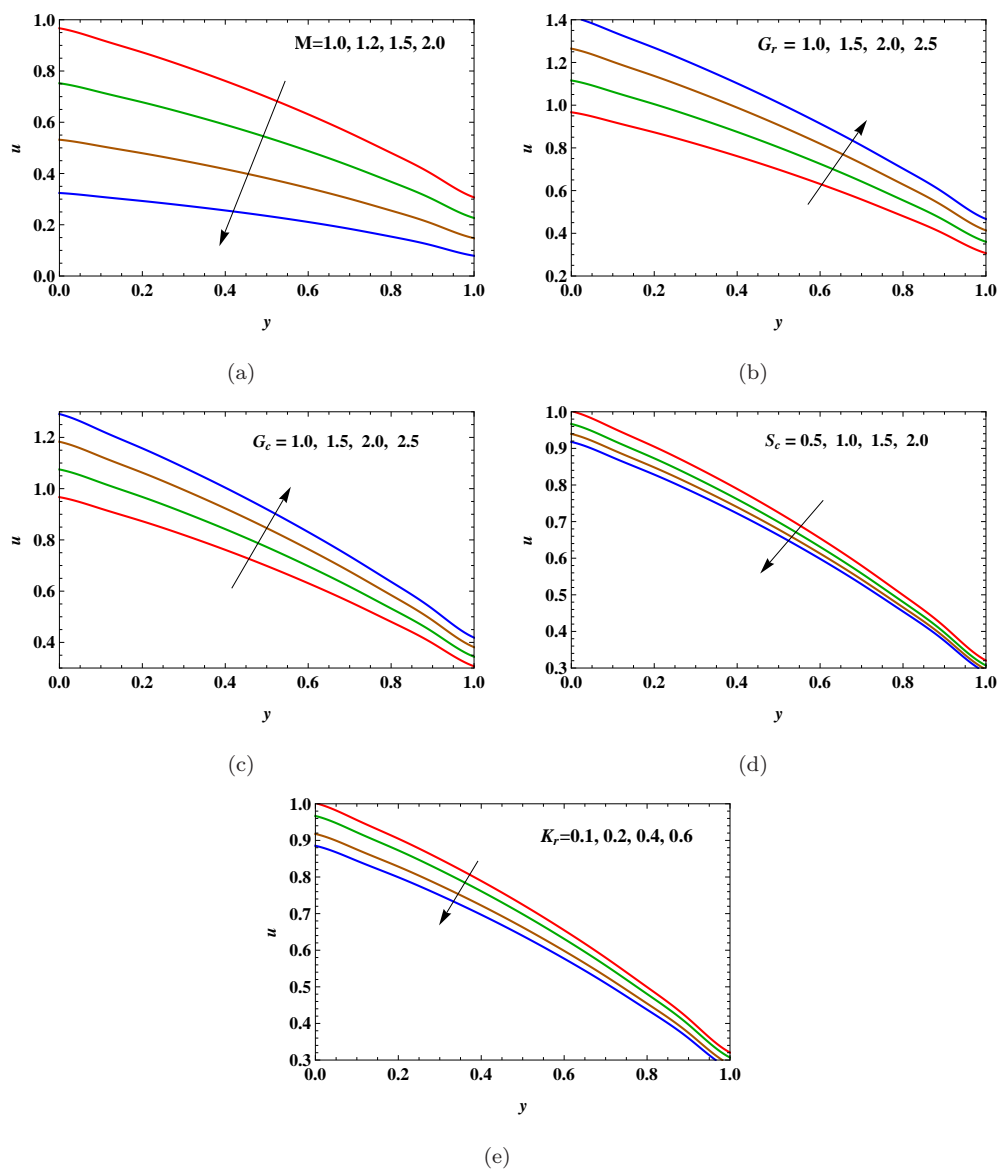 M=1.0, 1.2, 1.5, 2.0
1.0
0.8
0.6
0.4
0.2
0.0
u
0.0 0.2 0.4 0.6 0.8 1.0
y
(a)
G_r = 1.0, 1.5, 2.0, 2.5
1.4
1.2
1.0
0.8
0.6
0.4
0.2
u
0.0 0.2 0.4 0.6 0.8 1.0
y
(b)
G_c = 1.0, 1.5, 2.0, 2.5
1.2
1.0
0.8
0.6
0.4
u
0.0 0.2 0.4 0.6 0.8 1.0
y
(c)
S_c = 0.5, 1.0, 1.5, 2.0
1.0
0.9
0.8
0.7
0.6
0.5
0.4
0.3
u
0.0 0.2 0.4 0.6 0.8 1.0
y
(d)
K_r=0.1, 0.2, 0.4, 0.6
1.0
0.9
0.8
0.7
0.6
0.5
0.4
0.3
u
0.0 0.2 0.4 0.6 0.8 1.0
y
(e)